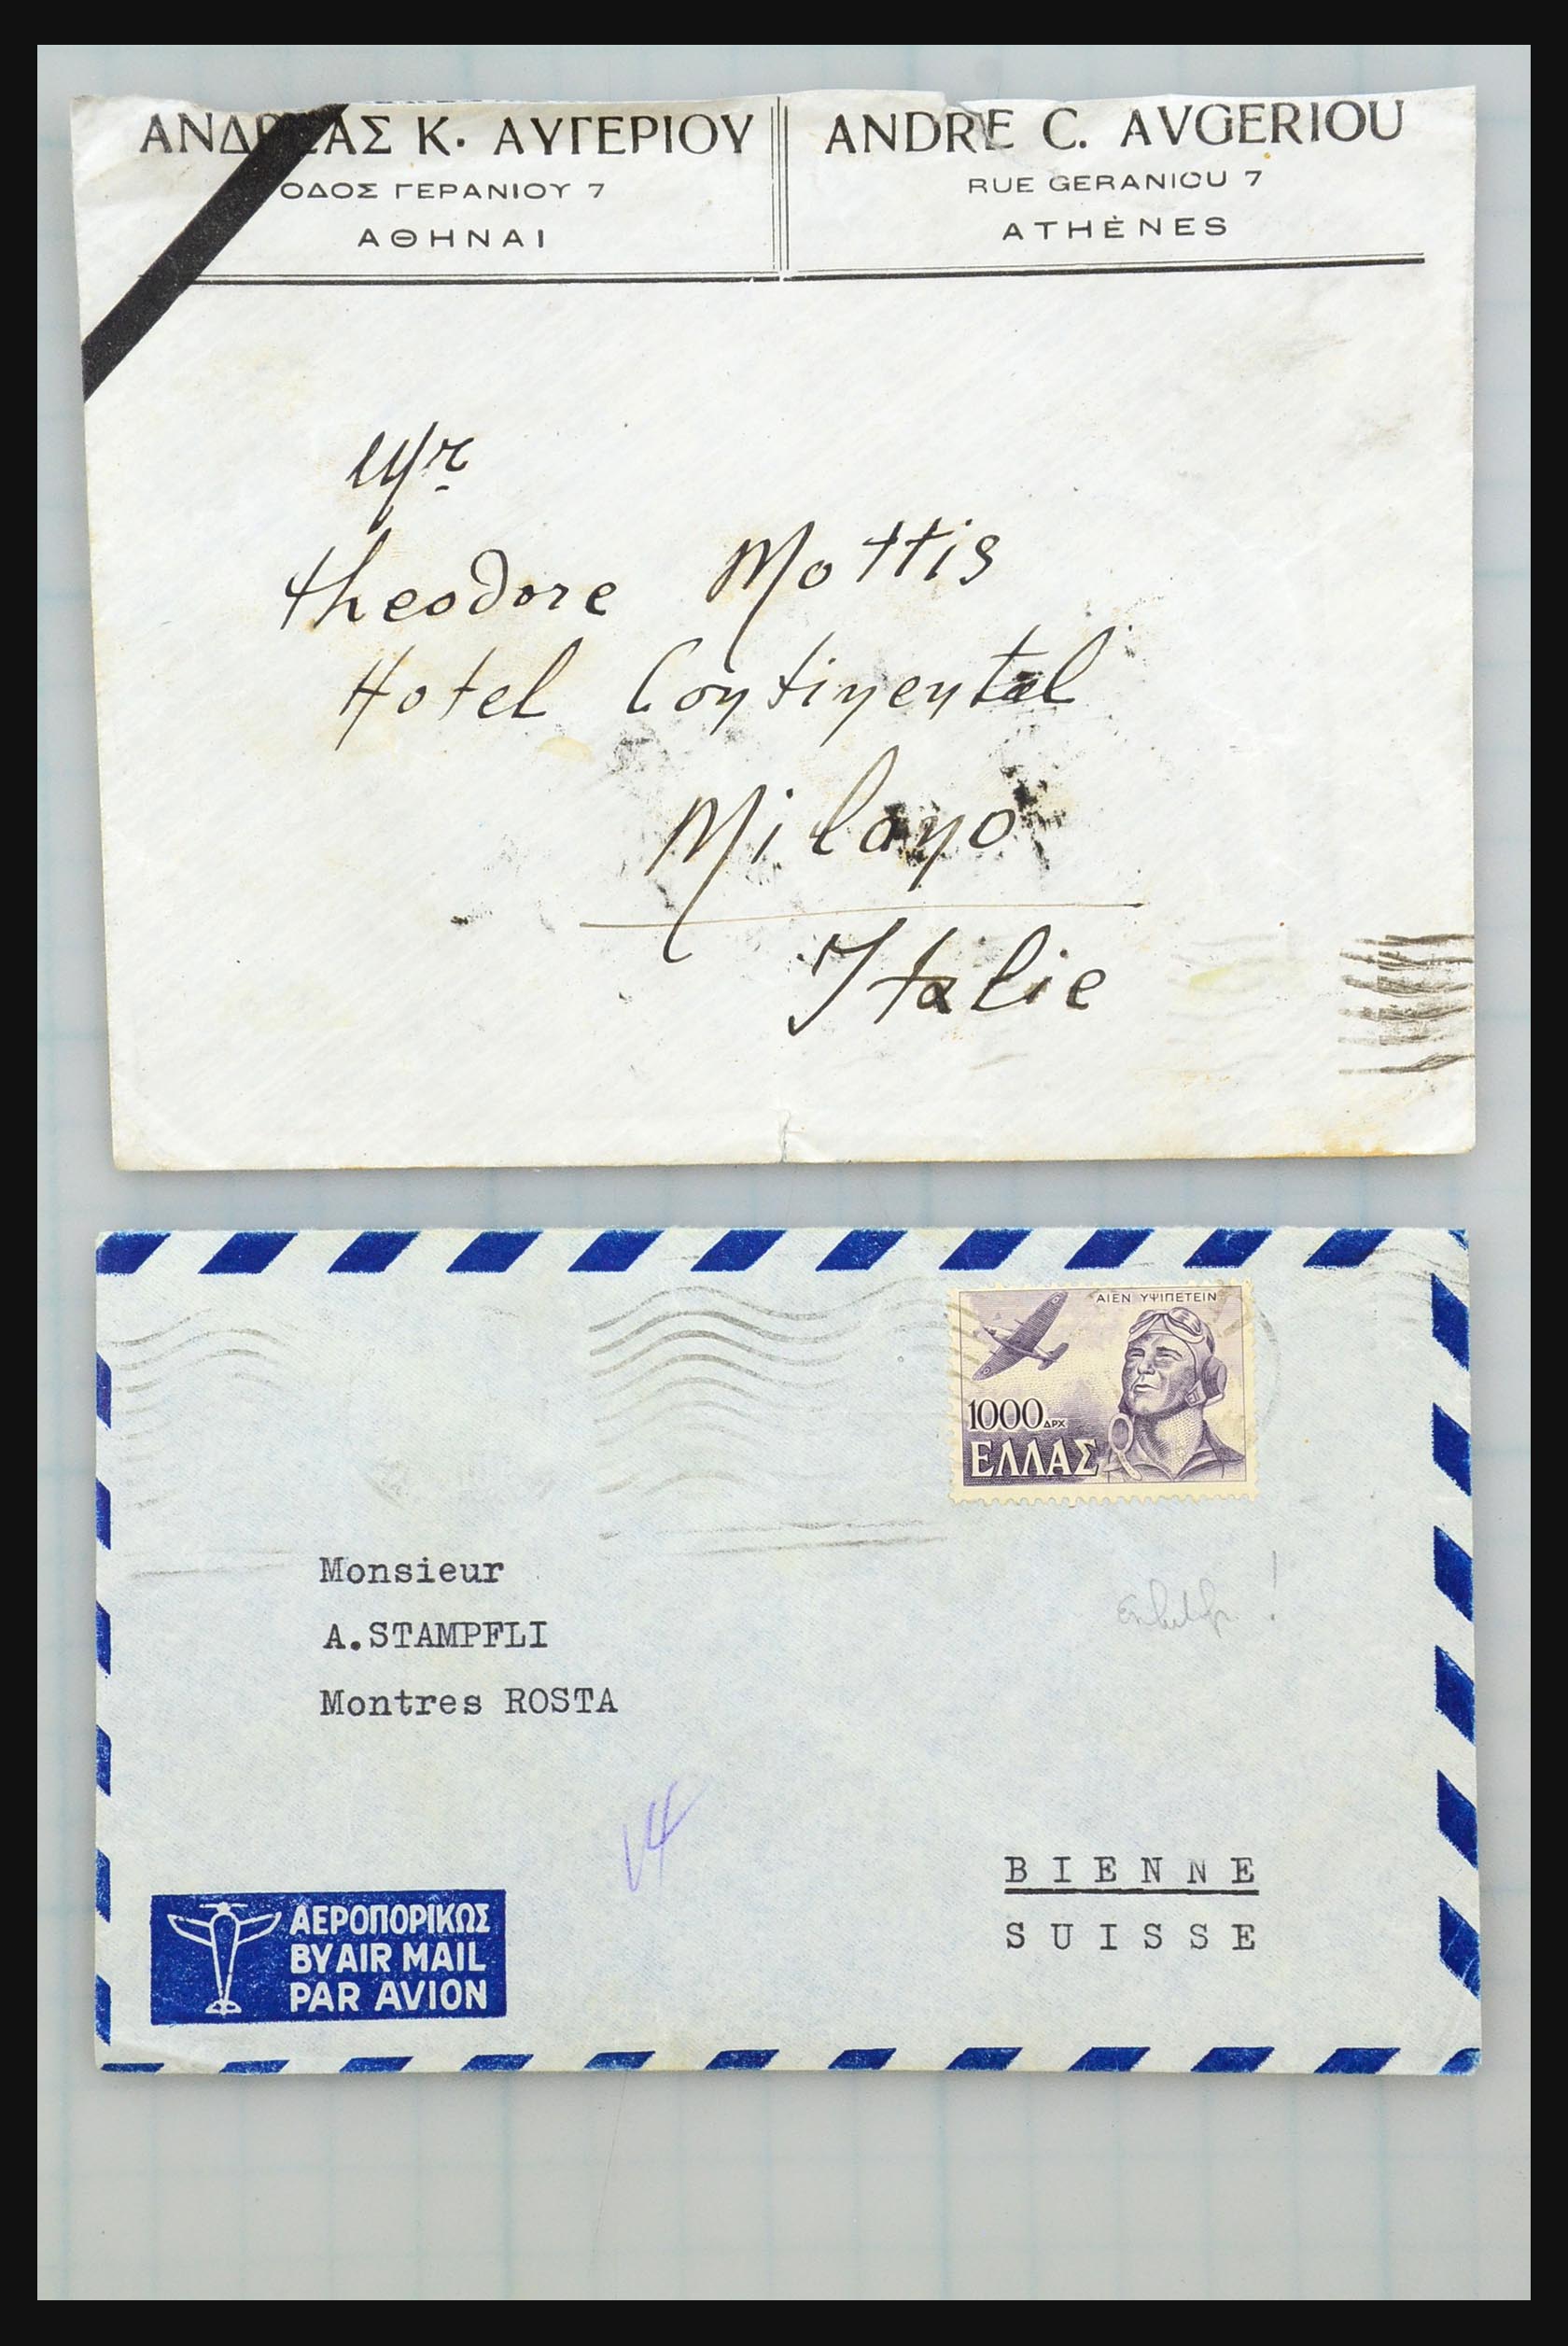 ΑΝΔΡΕΑΣ Κ. ΑΥΓΕΡΙΟΥ
ΟΔΟΣ ΓΕΡΑΝΙΟΥ 7
ΑΘΗΝΑΙ
ANDRE C. AVGERIOU
RUE GERANIOU 7
ATHÈNES
Mr
Theodore Mottis
Hotel Continental
Milano
Italie
ΑΙΕΝ ΥΨΙΠΕΤΕΙΝ
1000 ΔΡΧ
ΕΛΛΑΣ
Monsieur
A.STAMPFLI
Montres ROSTA
BIENNE
SUISSE
ΑΕΡΟΠΟΡΙΚΩΣ
BY AIR MAIL
PAR AVION